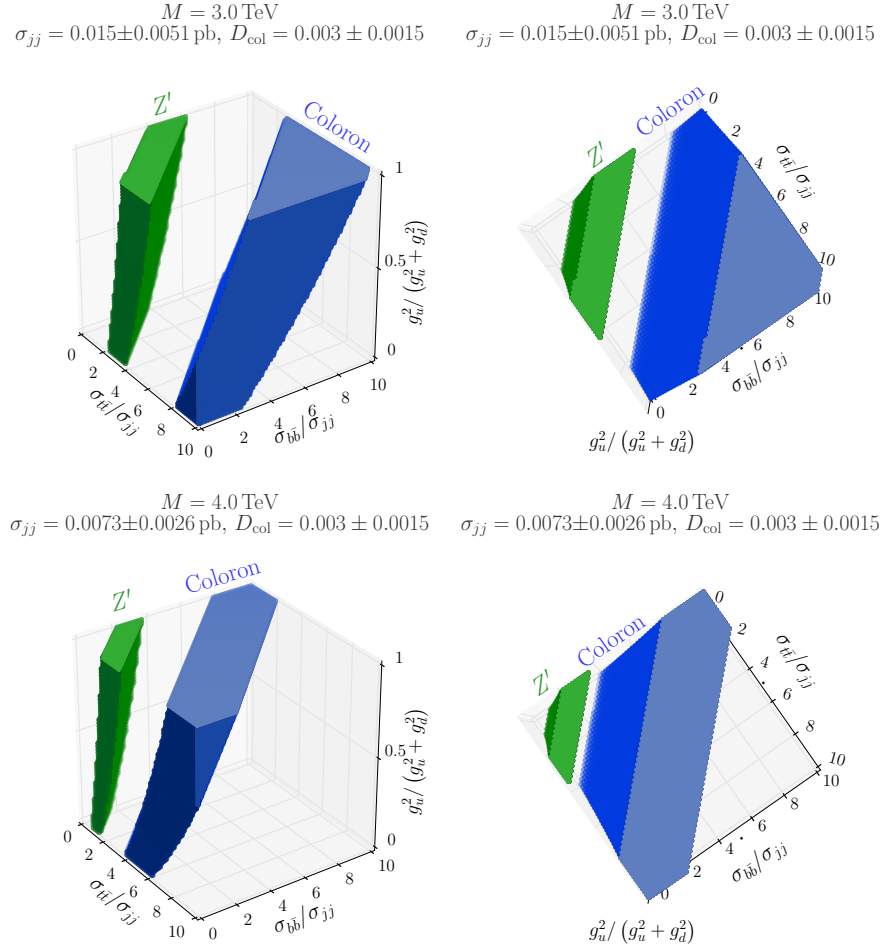 M = 3.0 TeV
σ_jj = 0.015±0.0051 pb, D_col = 0.003 ± 0.0015
Z'
Coloron
1
0.5
0
g_u^2/(g_u^2 + g_d^2)
0
2
4
6
8
10
σ_tt̄/σ_jj
0
2
4
6
8
10
σ_bb̄/σ_jj
M = 3.0 TeV
σ_jj = 0.015±0.0051 pb, D_col = 0.003 ± 0.0015
Z'
Coloron
0
2
4
6
8
10
σ_tt̄/σ_jj
10
8
6
4
2
0
σ_bb̄/σ_jj
g_u^2/(g_u^2 + g_d^2)
M = 4.0 TeV
σ_jj = 0.0073±0.0026 pb, D_col = 0.003 ± 0.0015
Z'
Coloron
1
0.5
0
g_u^2/(g_u^2 + g_d^2)
0
2
4
6
8
10
σ_tt̄/σ_jj
0
2
4
6
8
10
σ_bb̄/σ_jj
M = 4.0 TeV
σ_jj = 0.0073±0.0026 pb, D_col = 0.003 ± 0.0015
Z'
Coloron
0
2
4
6
8
10
σ_tt̄/σ_jj
10
8
6
4
2
0
σ_bb̄/σ_jj
g_u^2/(g_u^2 + g_d^2)